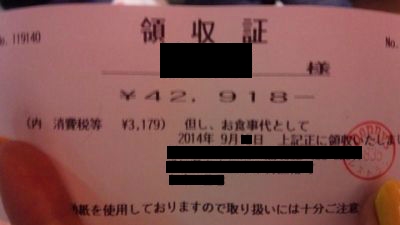 No. 119140
領収証
No.
様
¥42,918-
(内 消費税等 ¥3,179) 但し、お食事代として
2014年 9月 日 上記正に領収いたしま
紙を使用しておりますので取り扱いには十分ご注意